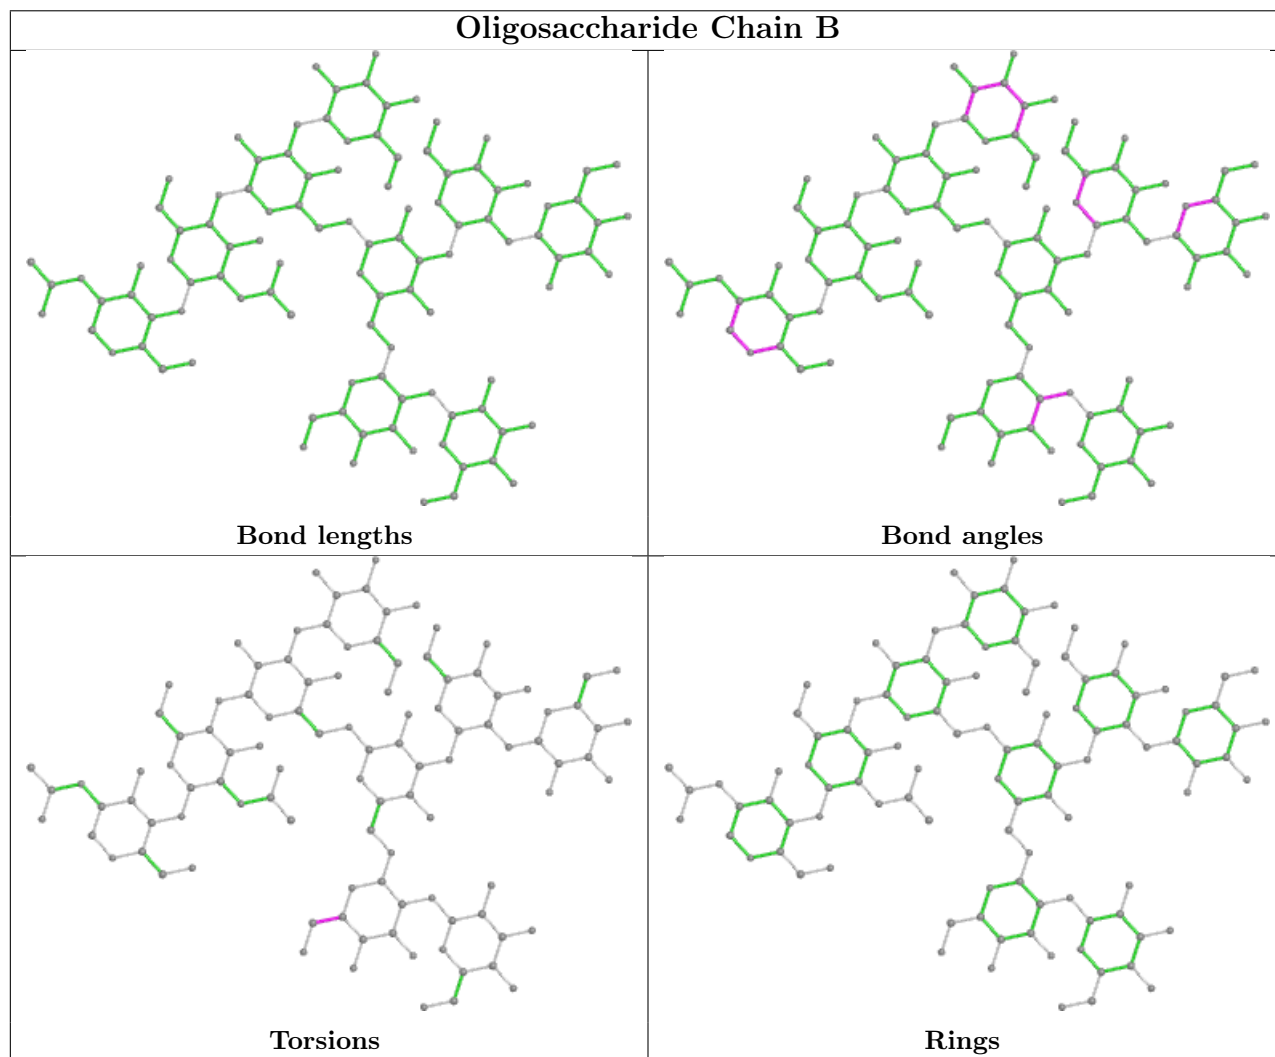 Oligosaccharide Chain B
Bond lengths
Bond angles
Torsions
Rings